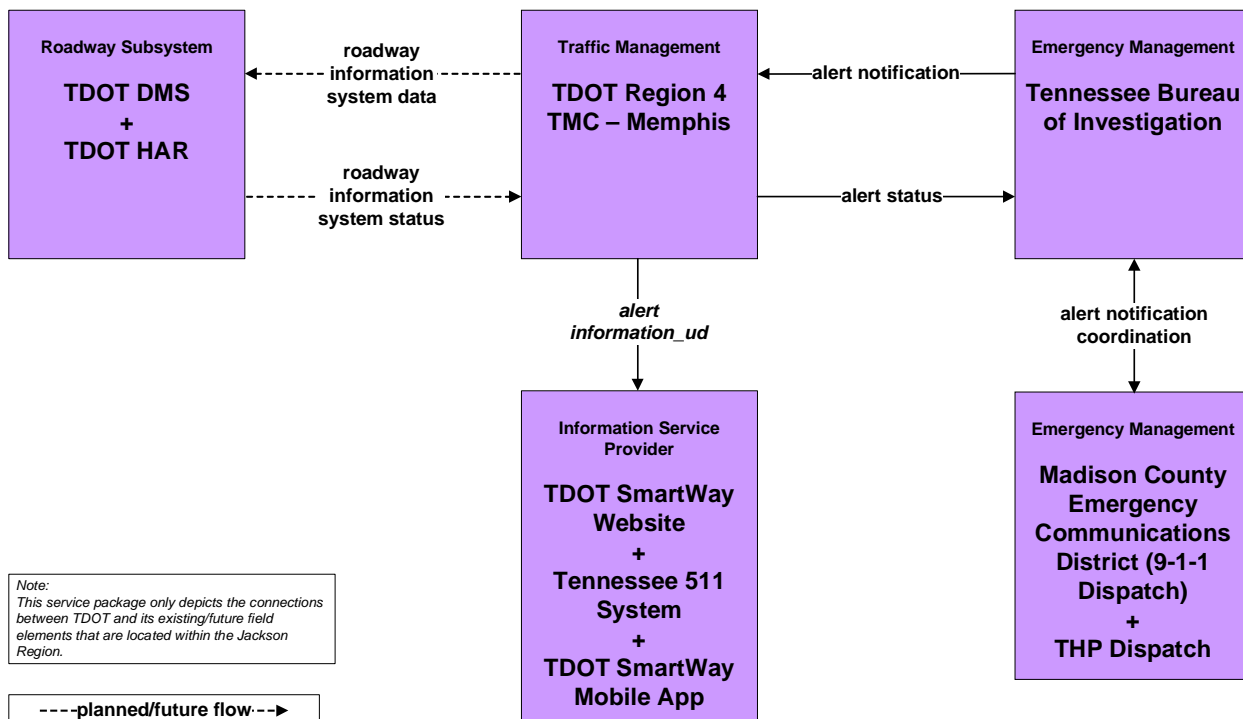 Roadway Subsystem
TDOT DMS
+
TDOT HAR
roadway
information
system data
roadway
information
system status
Traffic Management
TDOT Region 4
TMC – Memphis
alert notification
alert status
Emergency Management
Tennessee Bureau
of Investigation
alert
information_ud
alert notification
coordination
Information Service
Provider
TDOT SmartWay
Website
+
Tennessee 511
System
+
TDOT SmartWay
Mobile App
Emergency Management
Madison County
Emergency
Communications
District (9-1-1
Dispatch)
+
THP Dispatch
Note:
This service package only depicts the connections
between TDOT and its existing/future field
elements that are located within the Jackson
Region.
planned/future flow